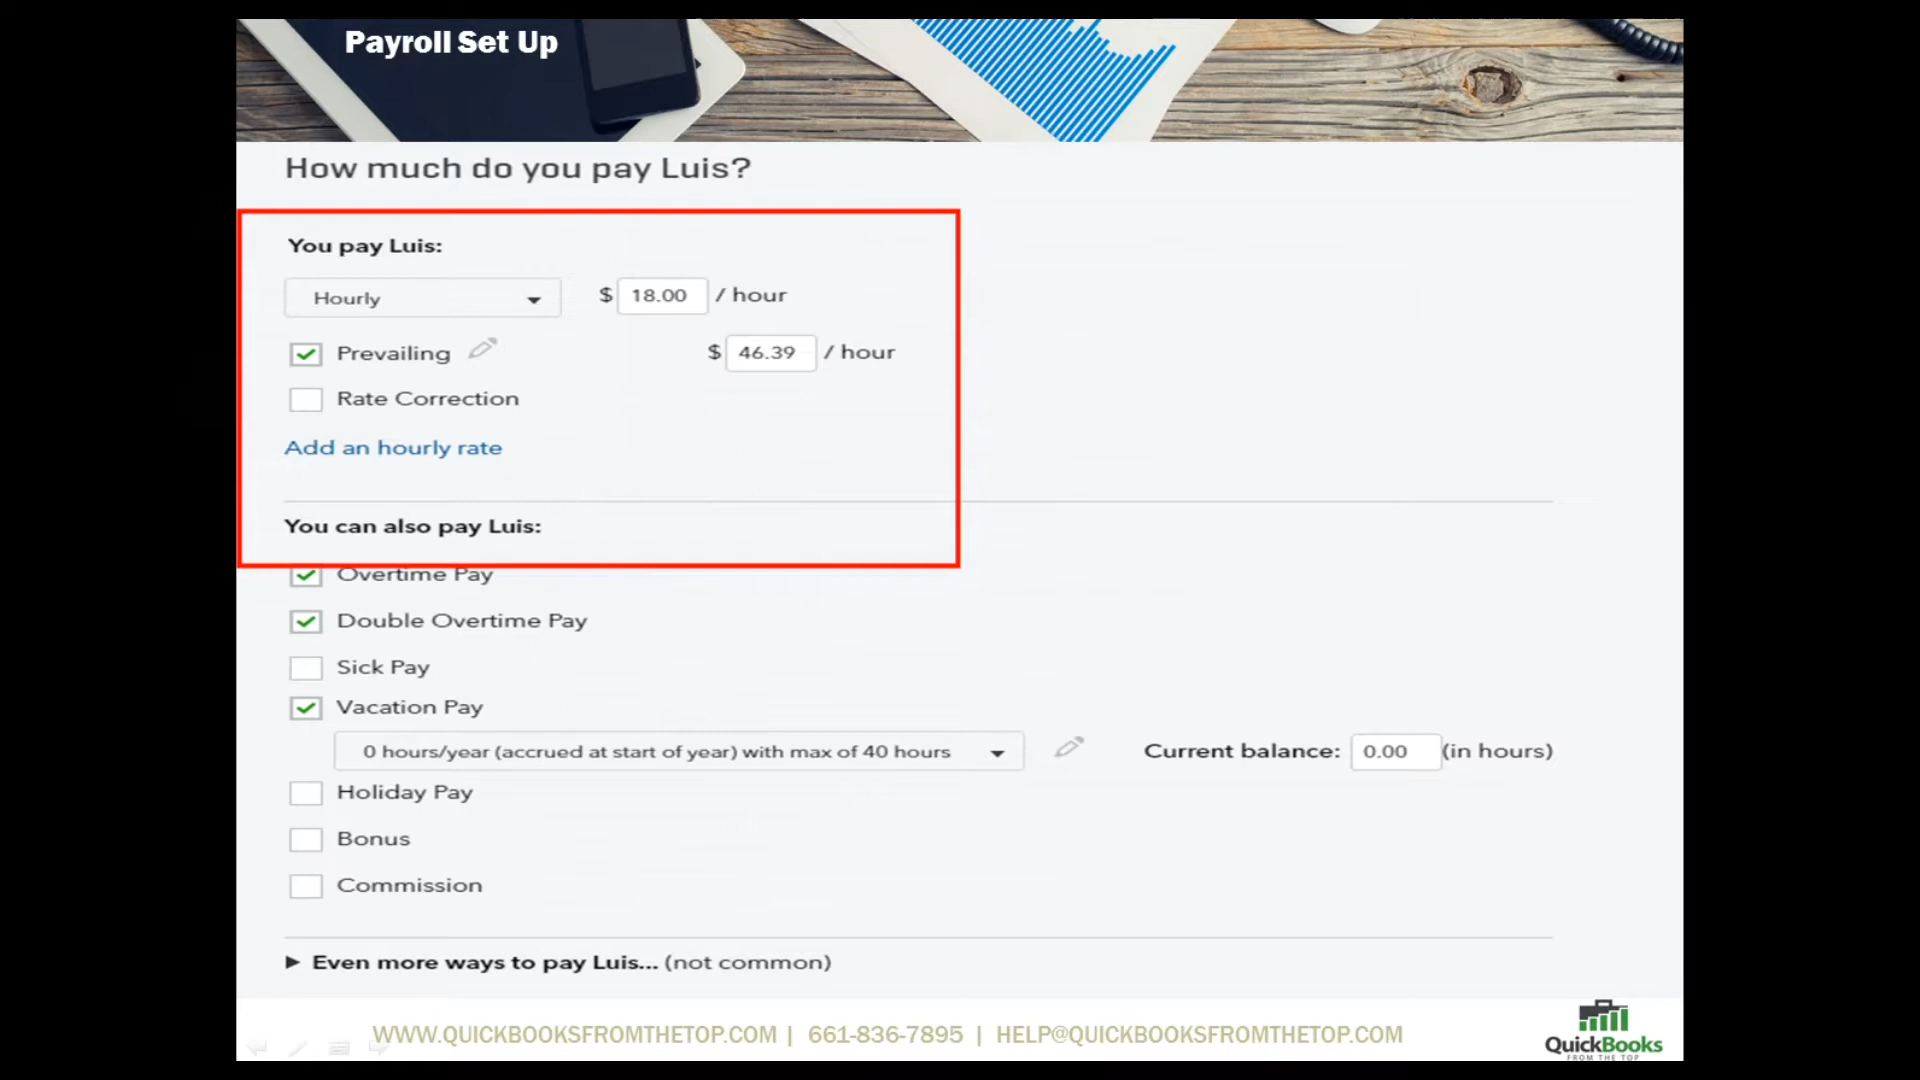 Payroll Set Up
How much do you pay Luis?
You pay Luis:
Hourly $ 18.00 / hour
Prevailing $ 46.39 / hour
Rate Correction
Add an hourly rate
You can also pay Luis:
Overtime Pay
Double Overtime Pay
Sick Pay
Vacation Pay
0 hours/year (accrued at start of year) with max of 40 hours Current balance: 0.00 (in hours)
Holiday Pay
Bonus
Commission
Even more ways to pay Luis... (not common)
WWW.QUICKBOOKSFROMTHETOP.COM | 661-836-7895 | HELP@QUICKBOOKSFROMTHETOP.COM
QuickBooks
FROM THE TOP